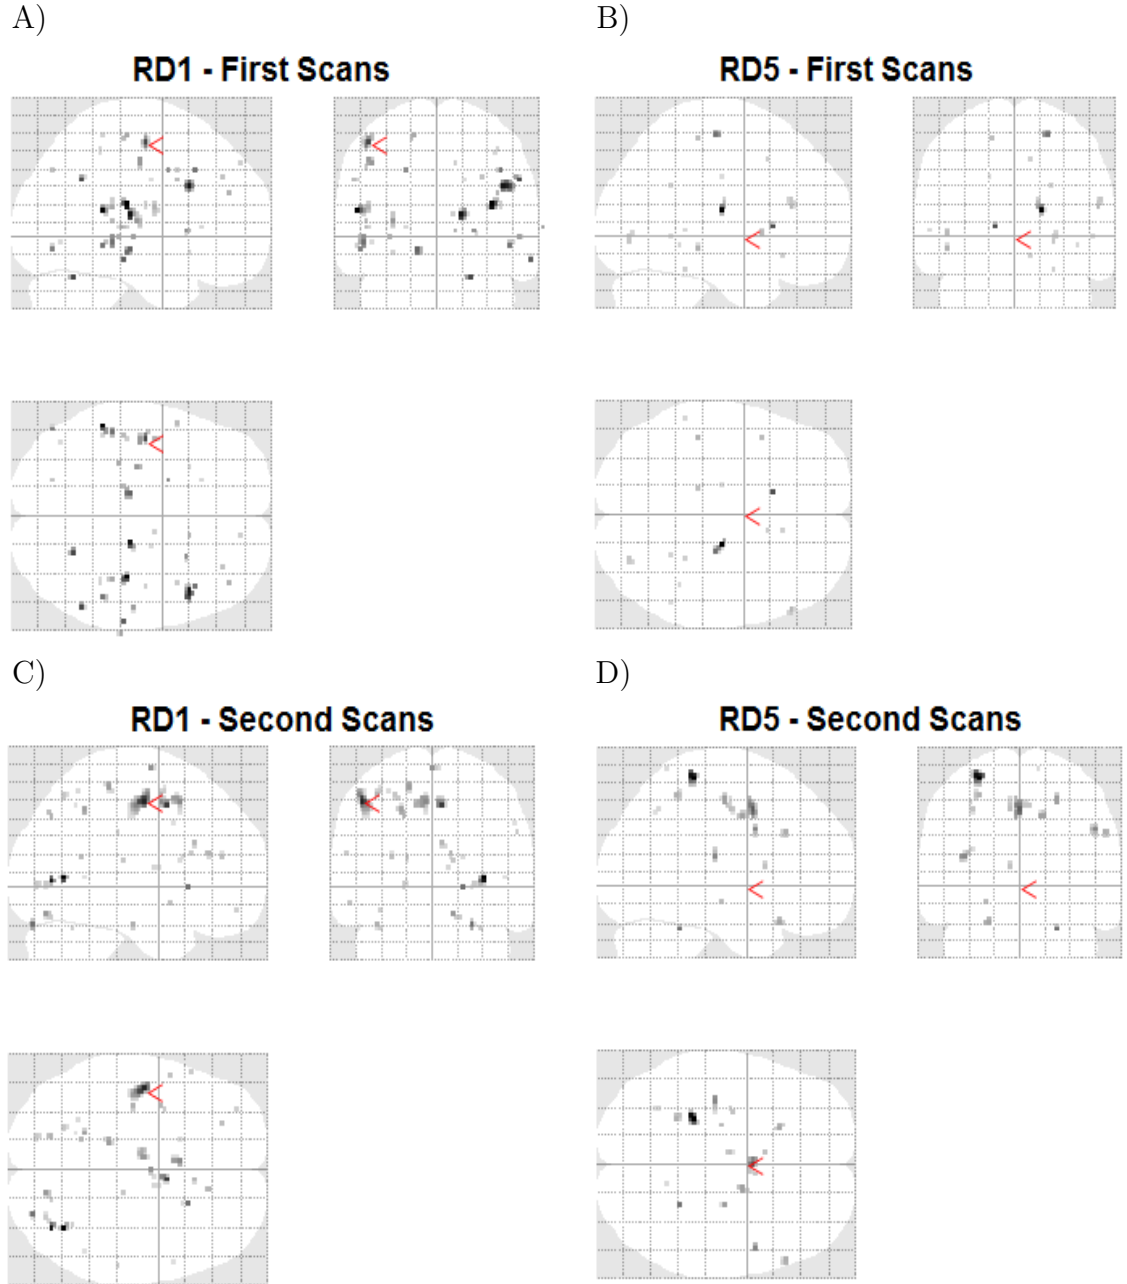 A)
B)
RD1 - First Scans
RD5 - First Scans
C)
D)
RD1 - Second Scans
RD5 - Second Scans